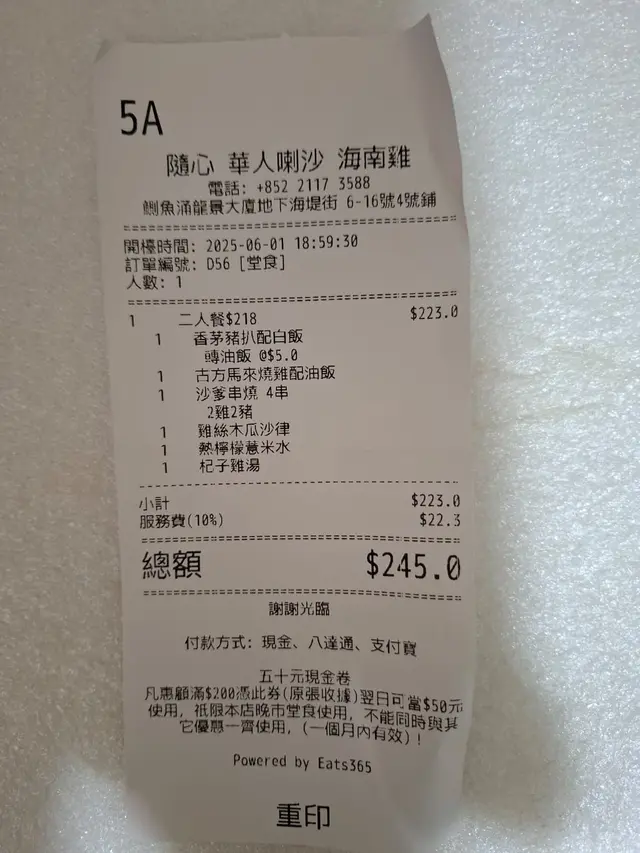 5A
隨心 華人喇沙 海南雞
電話: +852 2117 3588
鰂魚涌龍景大廈地下海堤街 6-16號4號鋪
開檯時間: 2025-06-01 18:59:30
訂單編號: D56 [堂食]
人數: 1
1 二人餐$218 $223.0
1 香茅豬扒配白飯
轉油飯 @$5.0
1 古方馬來燒雞配油飯
1 沙爹串燒 4串
2雞2豬
1 雞絲木瓜沙律
1 熱檸檬薏米水
1 杞子雞湯
小計 $223.0
服務費(10%) $22.3
總額 $245.0
謝謝光臨
付款方式: 現金、八達通、支付寶
五十元現金卷
凡惠顧滿$200憑此券(原張收據)翌日可當$50元
使用, 祇限本店晚市堂食使用, 不能同時與其
它優惠一齊使用, (一個月內有效)!
Powered by Eats365
重印